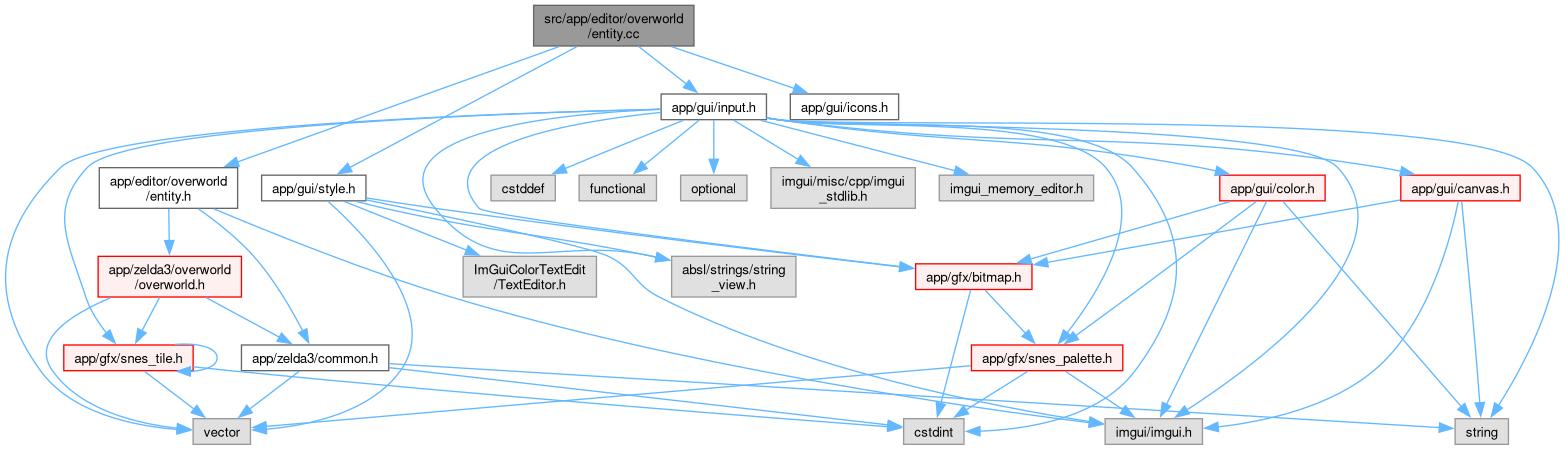 src/app/editor/overworld
/entity.cc
app/gui/input.h
app/gui/icons.h
app/editor/overworld
/entity.h
app/gui/style.h
cstddef
functional
optional
imgui/misc/cpp/imgui
_stdlib.h
imgui_memory_editor.h
app/gui/color.h
app/gui/canvas.h
app/zelda3/overworld
/overworld.h
ImGuiColorTextEdit
/TextEditor.h
absl/strings/string
_view.h
app/gfx/bitmap.h
app/gfx/snes_tile.h
app/zelda3/common.h
app/gfx/snes_palette.h
vector
cstdint
imgui/imgui.h
string